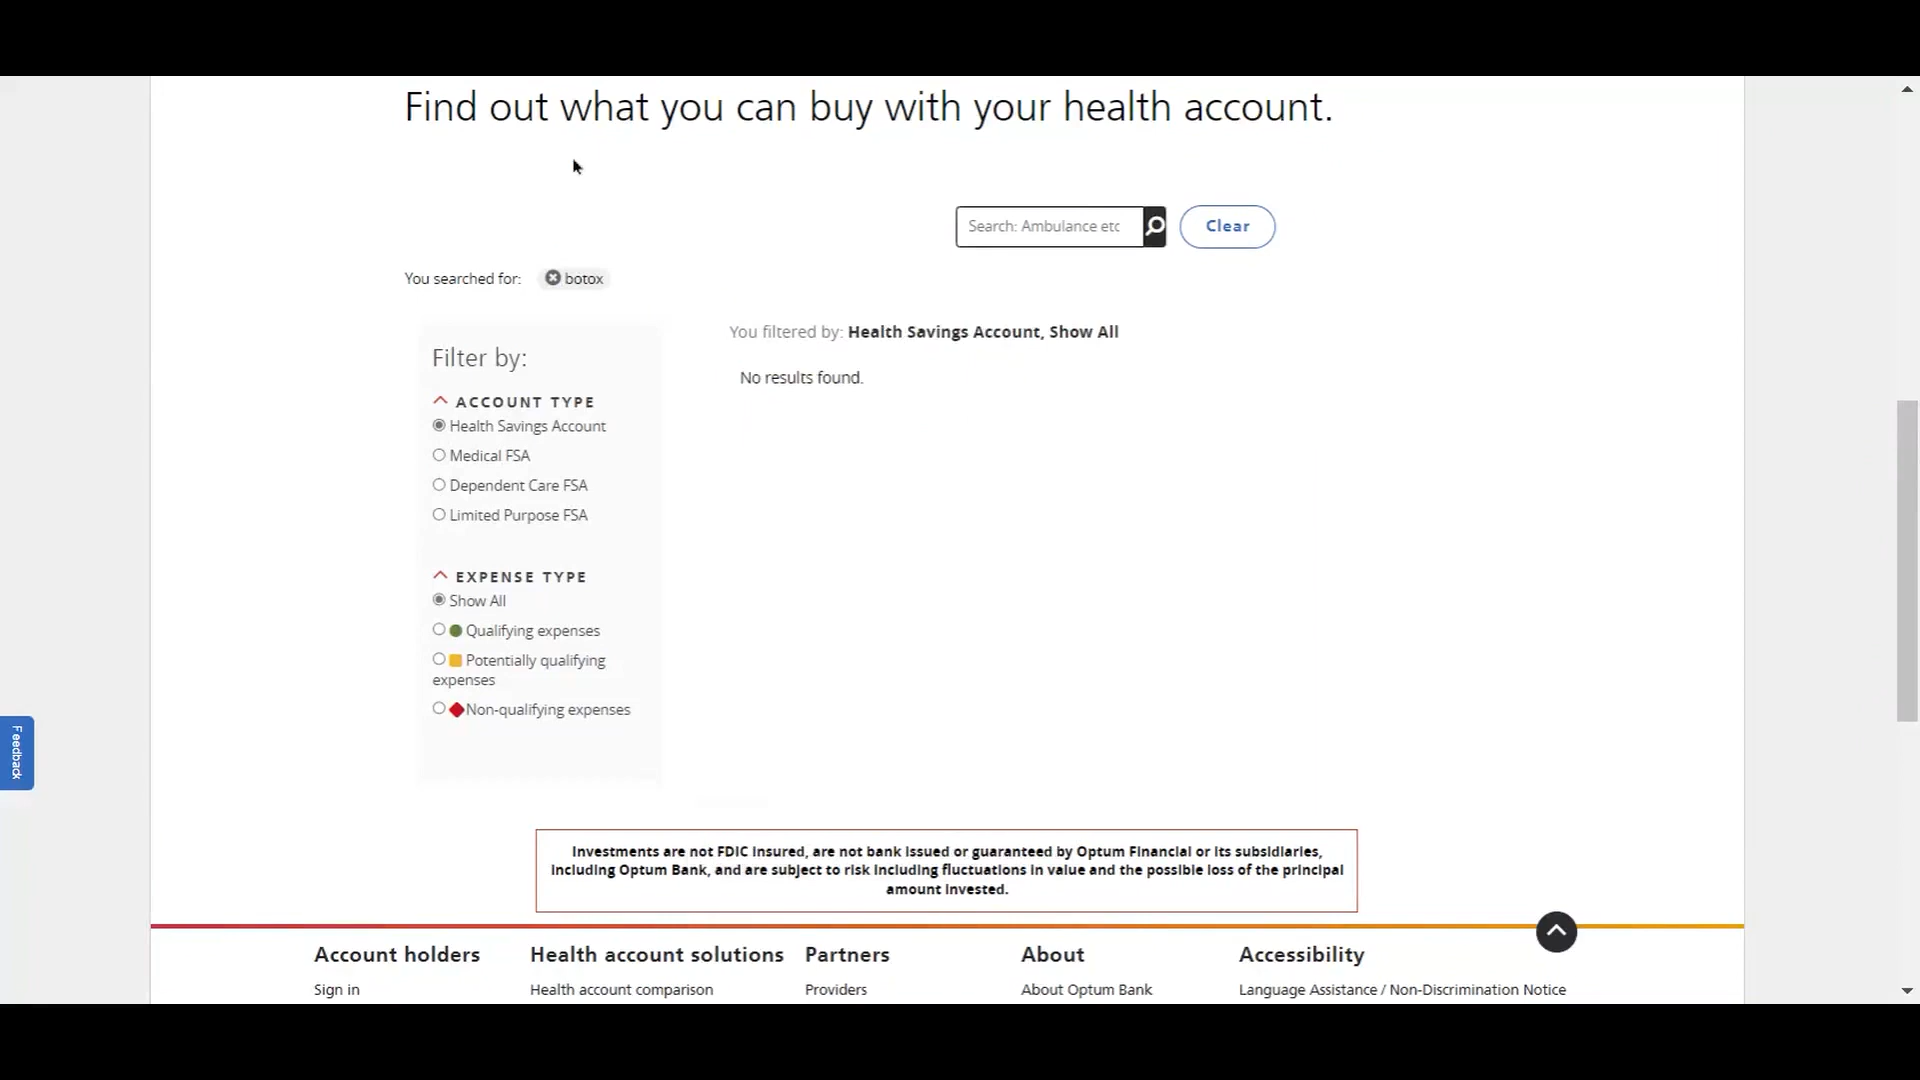 Find out what you can buy with your health account.
Search: Ambulance etc
Clear
You searched for: botox
Filter by:
ACCOUNT TYPE
Health Savings Account
Medical FSA
Dependent Care FSA
Limited Purpose FSA
EXPENSE TYPE
Show All
Qualifying expenses
Potentially qualifying
expenses
Non-qualifying expenses
You filtered by: Health Savings Account, Show All
No results found.
Feedback
Investments are not FDIC insured, are not bank issued or guaranteed by Optum Financial or its subsidiaries,
including Optum Bank, and are subject to risk including fluctuations in value and the possible loss of the principal
amount invested.
Account holders
Sign in
Health account solutions
Health account comparison
Partners
Providers
About
About Optum Bank
Accessibility
Language Assistance / Non-Discrimination Notice